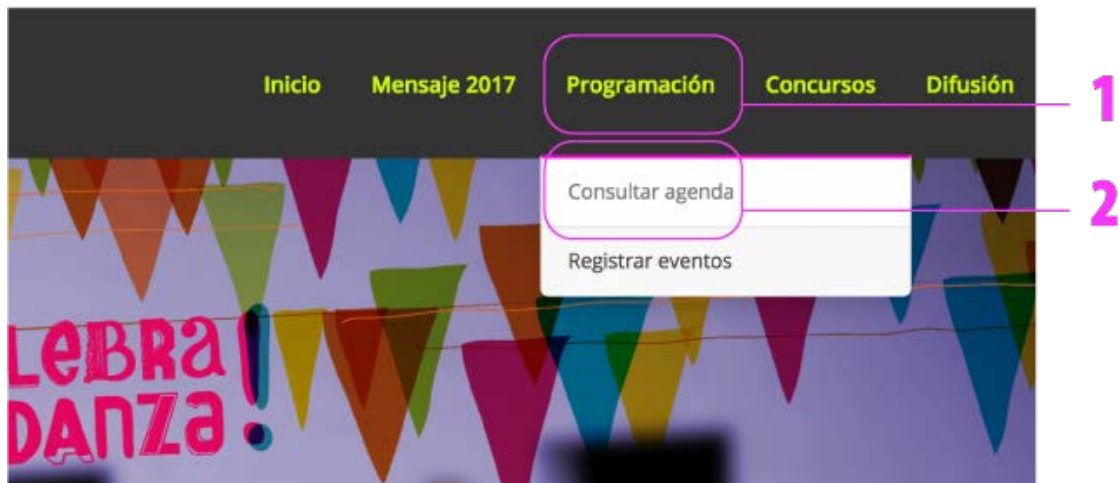 Inicio Mensaje 2017 Programación Concursos Difusión
1
Consultar agenda
2
Registrar eventos
LEBRA!
DANZA